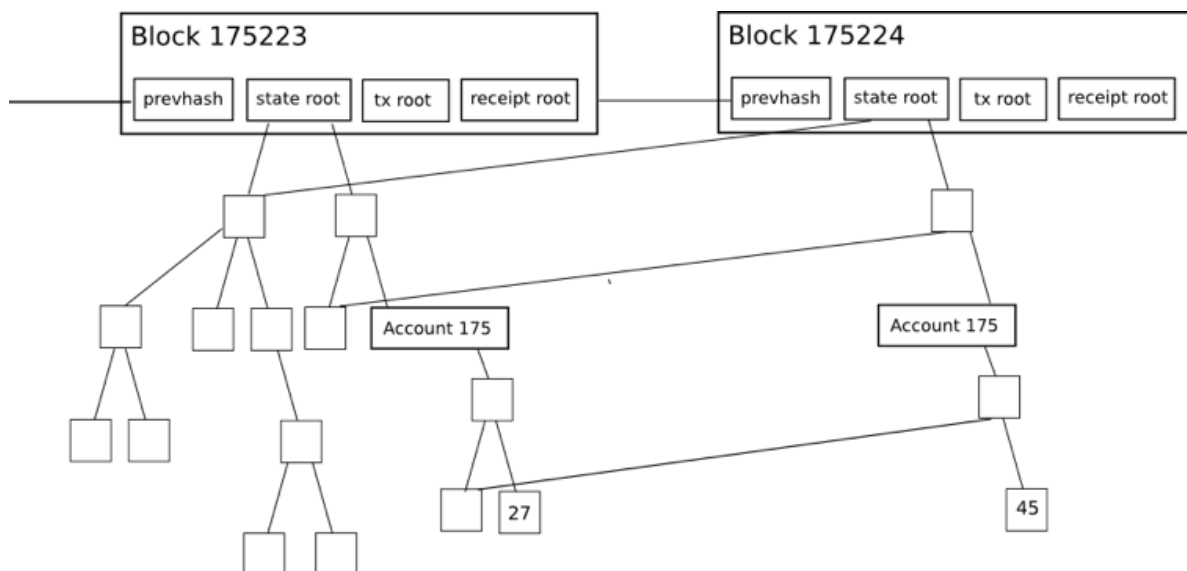 Block 175223
prevhash
state root
tx root
receipt root
Block 175224
prevhash
state root
tx root
receipt root
Account 175
Account 175
27
45